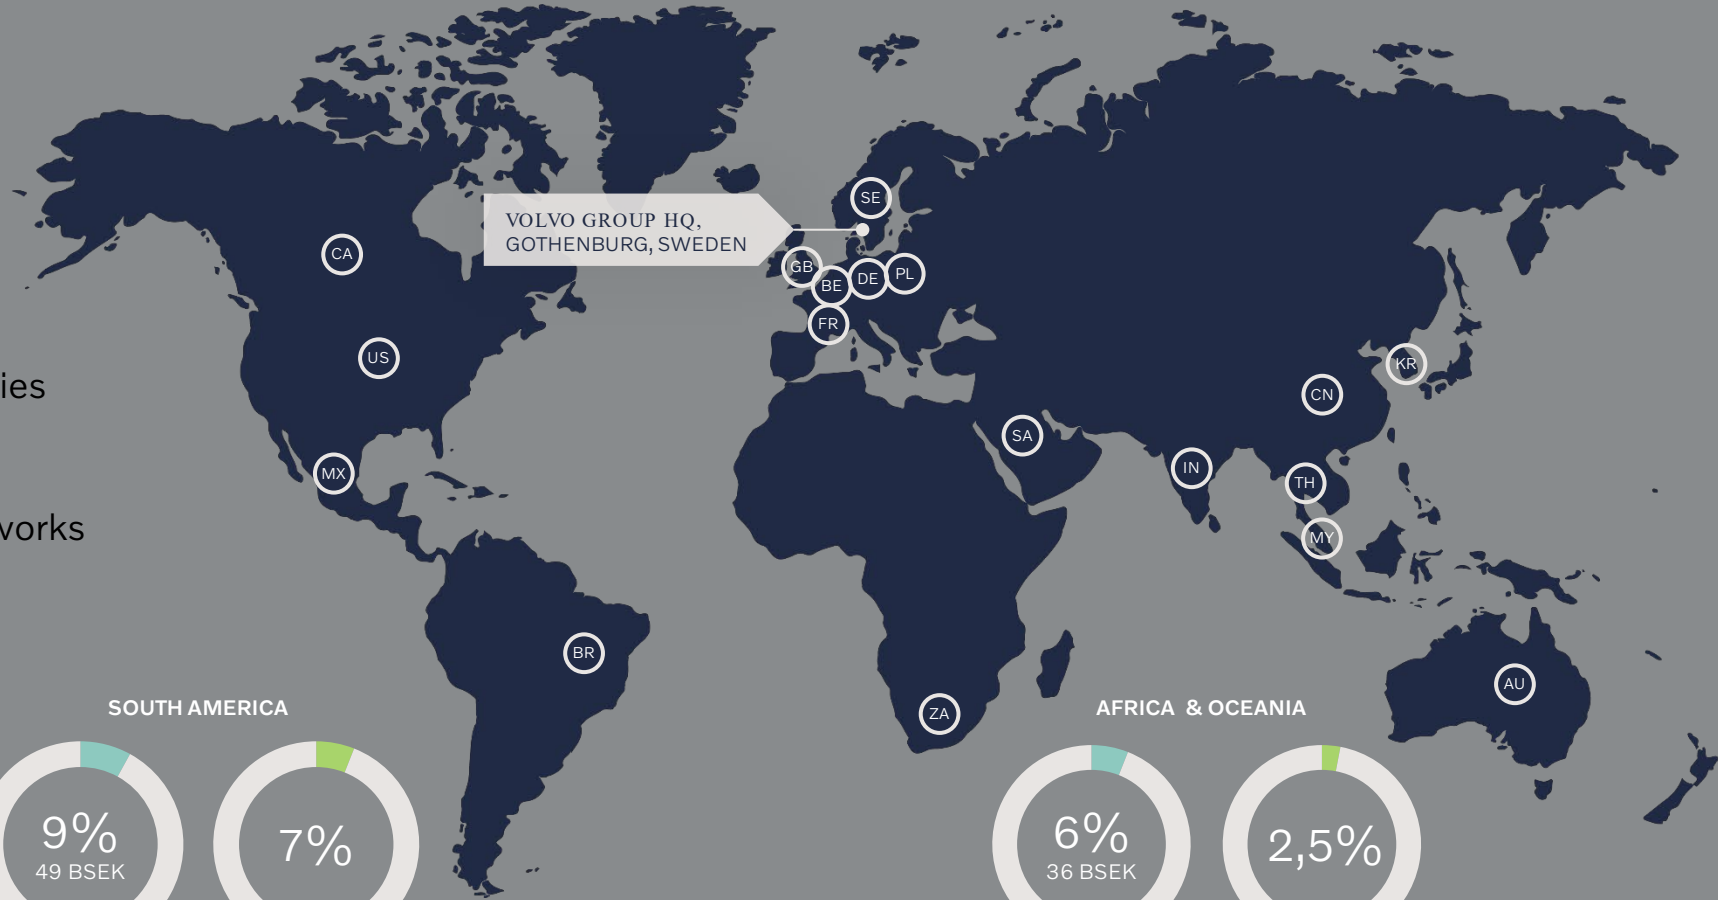 SE
VOLVO GROUP HQ,
GOTHENBURG, SWEDEN
CA
GB
BE
DE
PL
FR
US
KR
ies
CN
SA
MX
IN
TH
vorks
MY
BR
AU
SOUTH AMERICA
ZA
AFRICA & OCEANIA
9%
49 BSEK
7%
6%
36 BSEK
2,5%